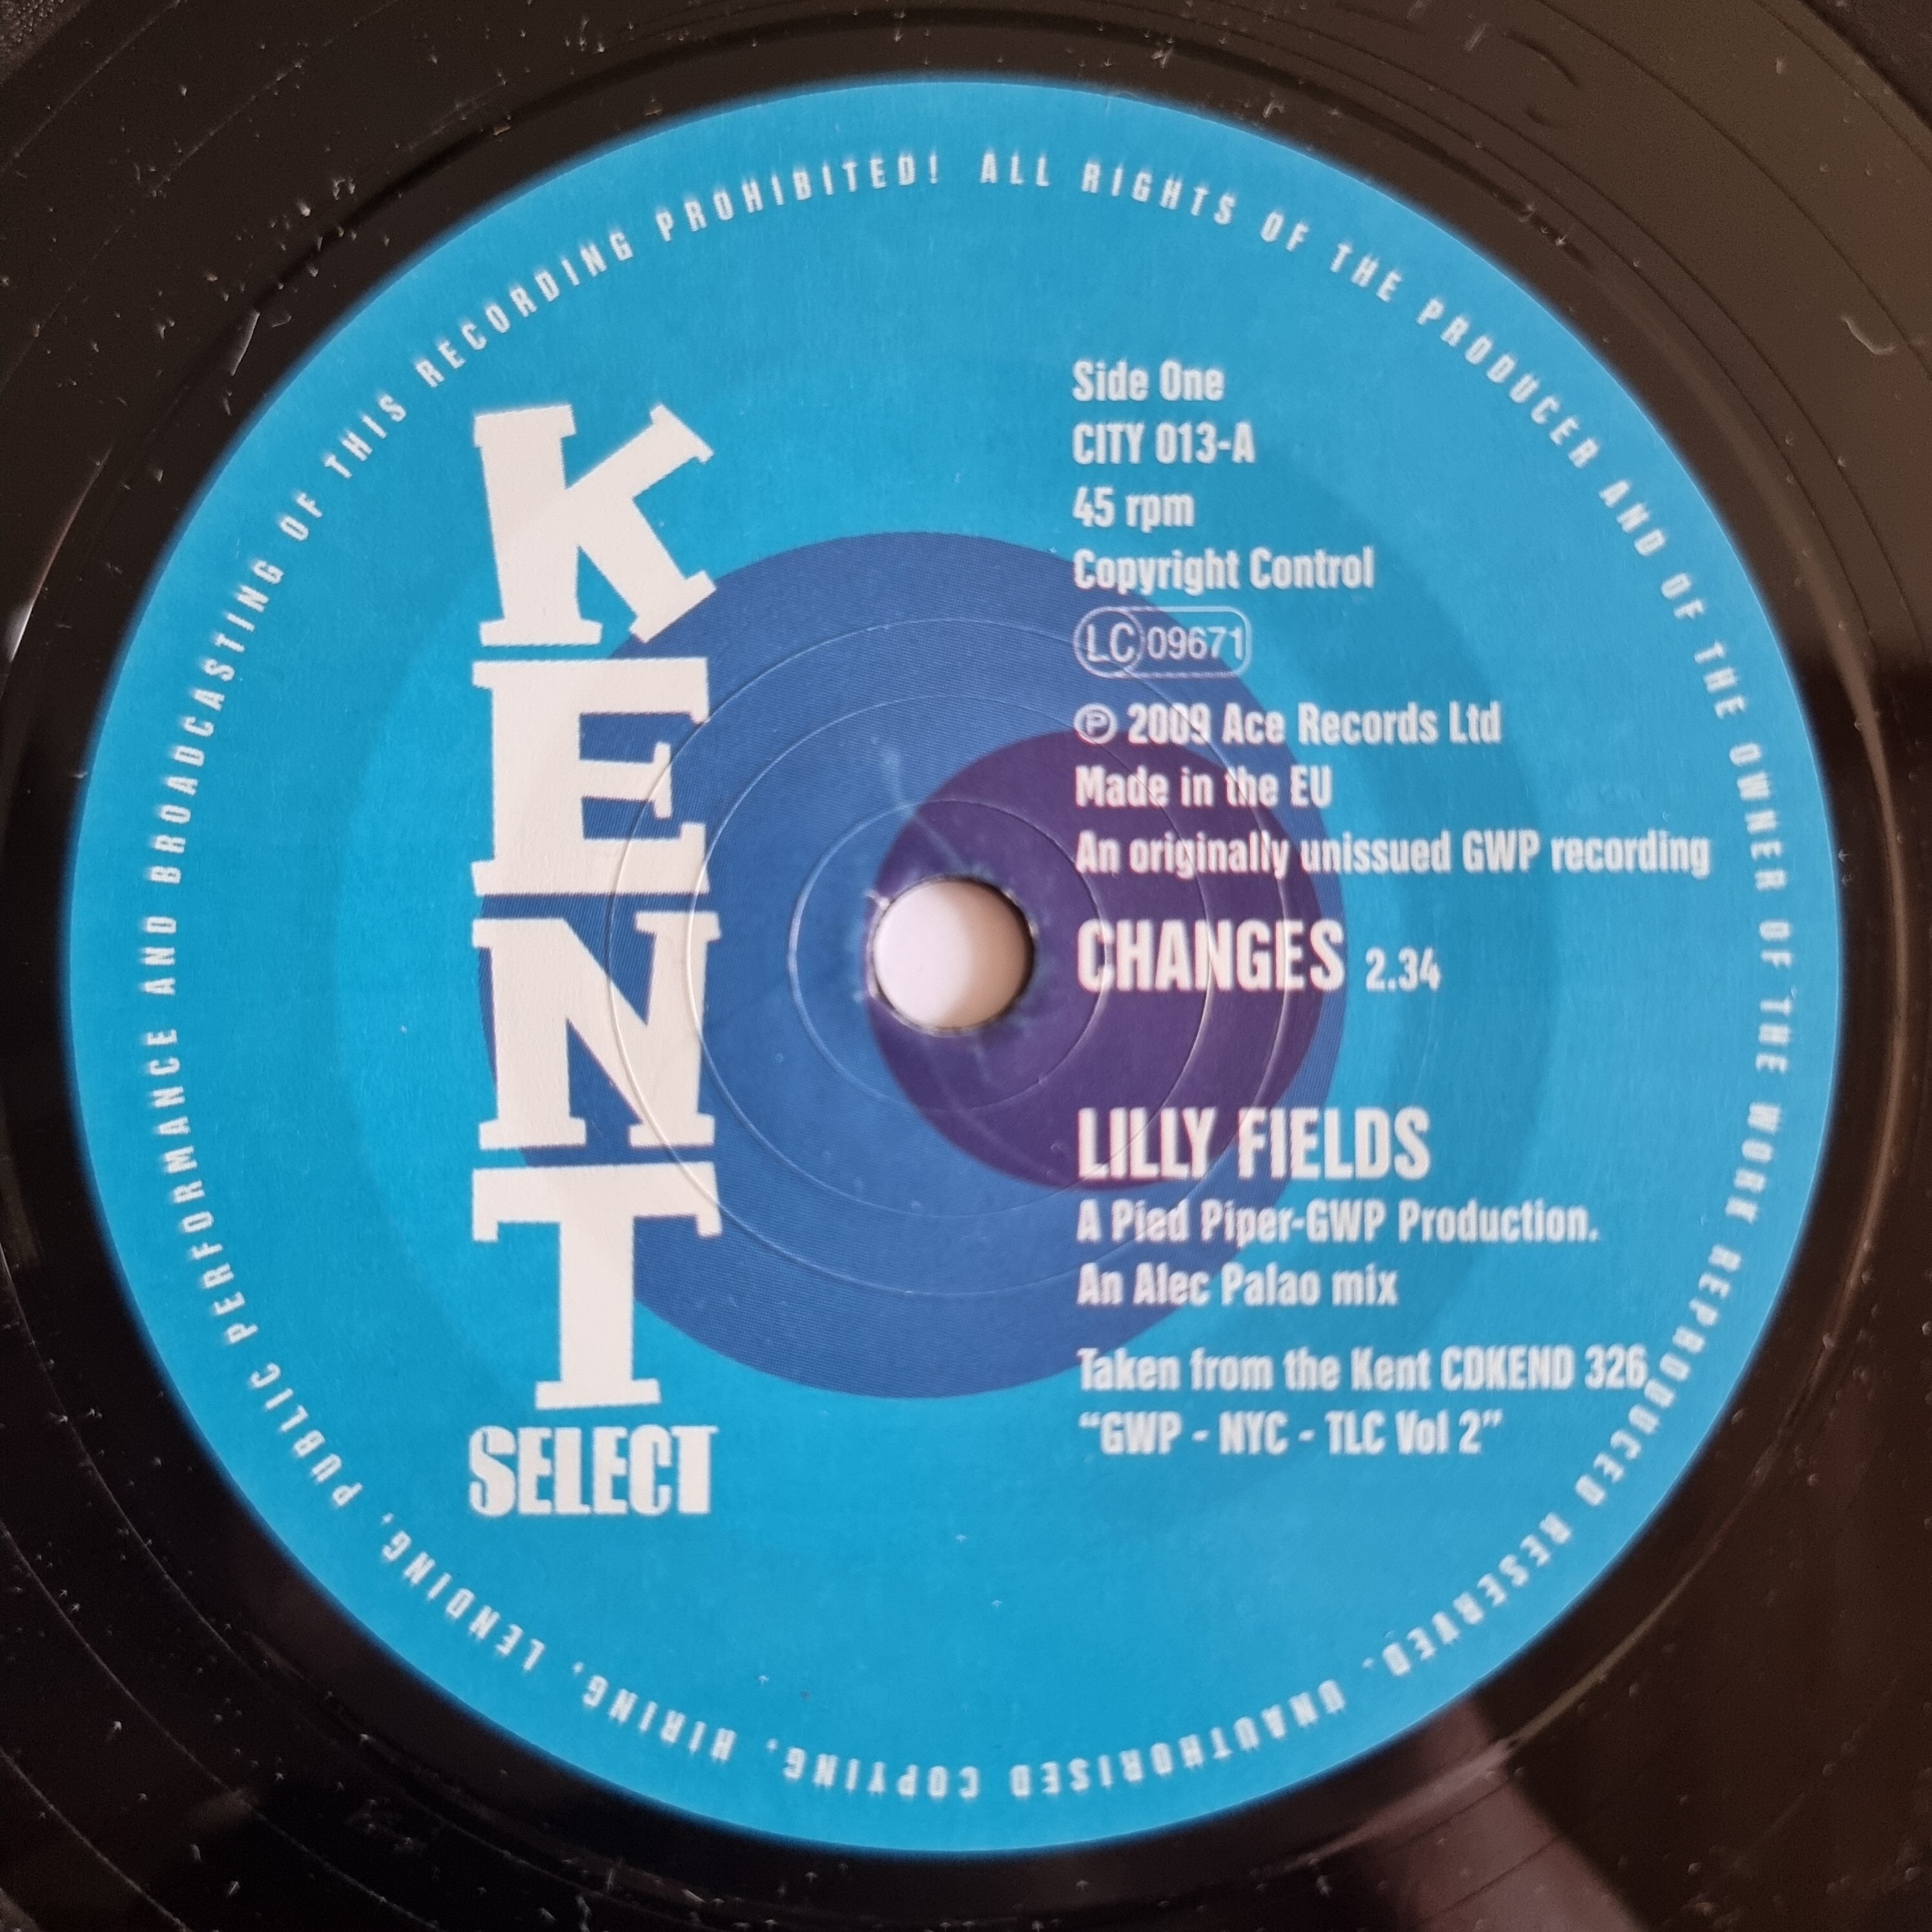 ALL RIGHTS OF THE PRODUCER AND OF THE OWNER OF THE WORK REPRODUCED RESERVED. UNAUTHORISED COPYING, HIRING, LENDING, PUBLIC PERFORMANCE AND BROADCASTING OF THIS RECORDING PROHIBITED!
KENT
SELECT
Side One
CITY 013-A
45 rpm
Copyright Control
LC 09671
℗ 2009 Ace Records Ltd
Made in the EU
An originally unissued GWP recording
CHANGES 2.34
LILLY FIELDS
A Pied Piper-GWP Production.
An Alec Palao mix
Taken from the Kent CDKEND 326
“GWP - NYC - TLC Vol 2”